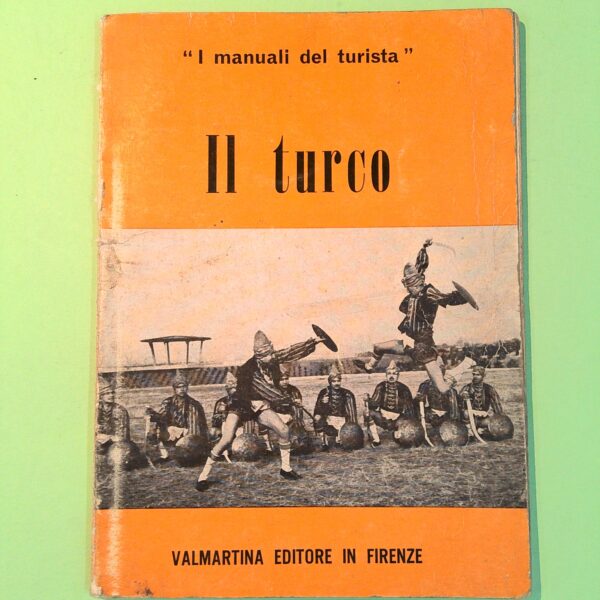 " I manuali del turista "
Il turco
VALMARTINA EDITORE IN FIRENZE